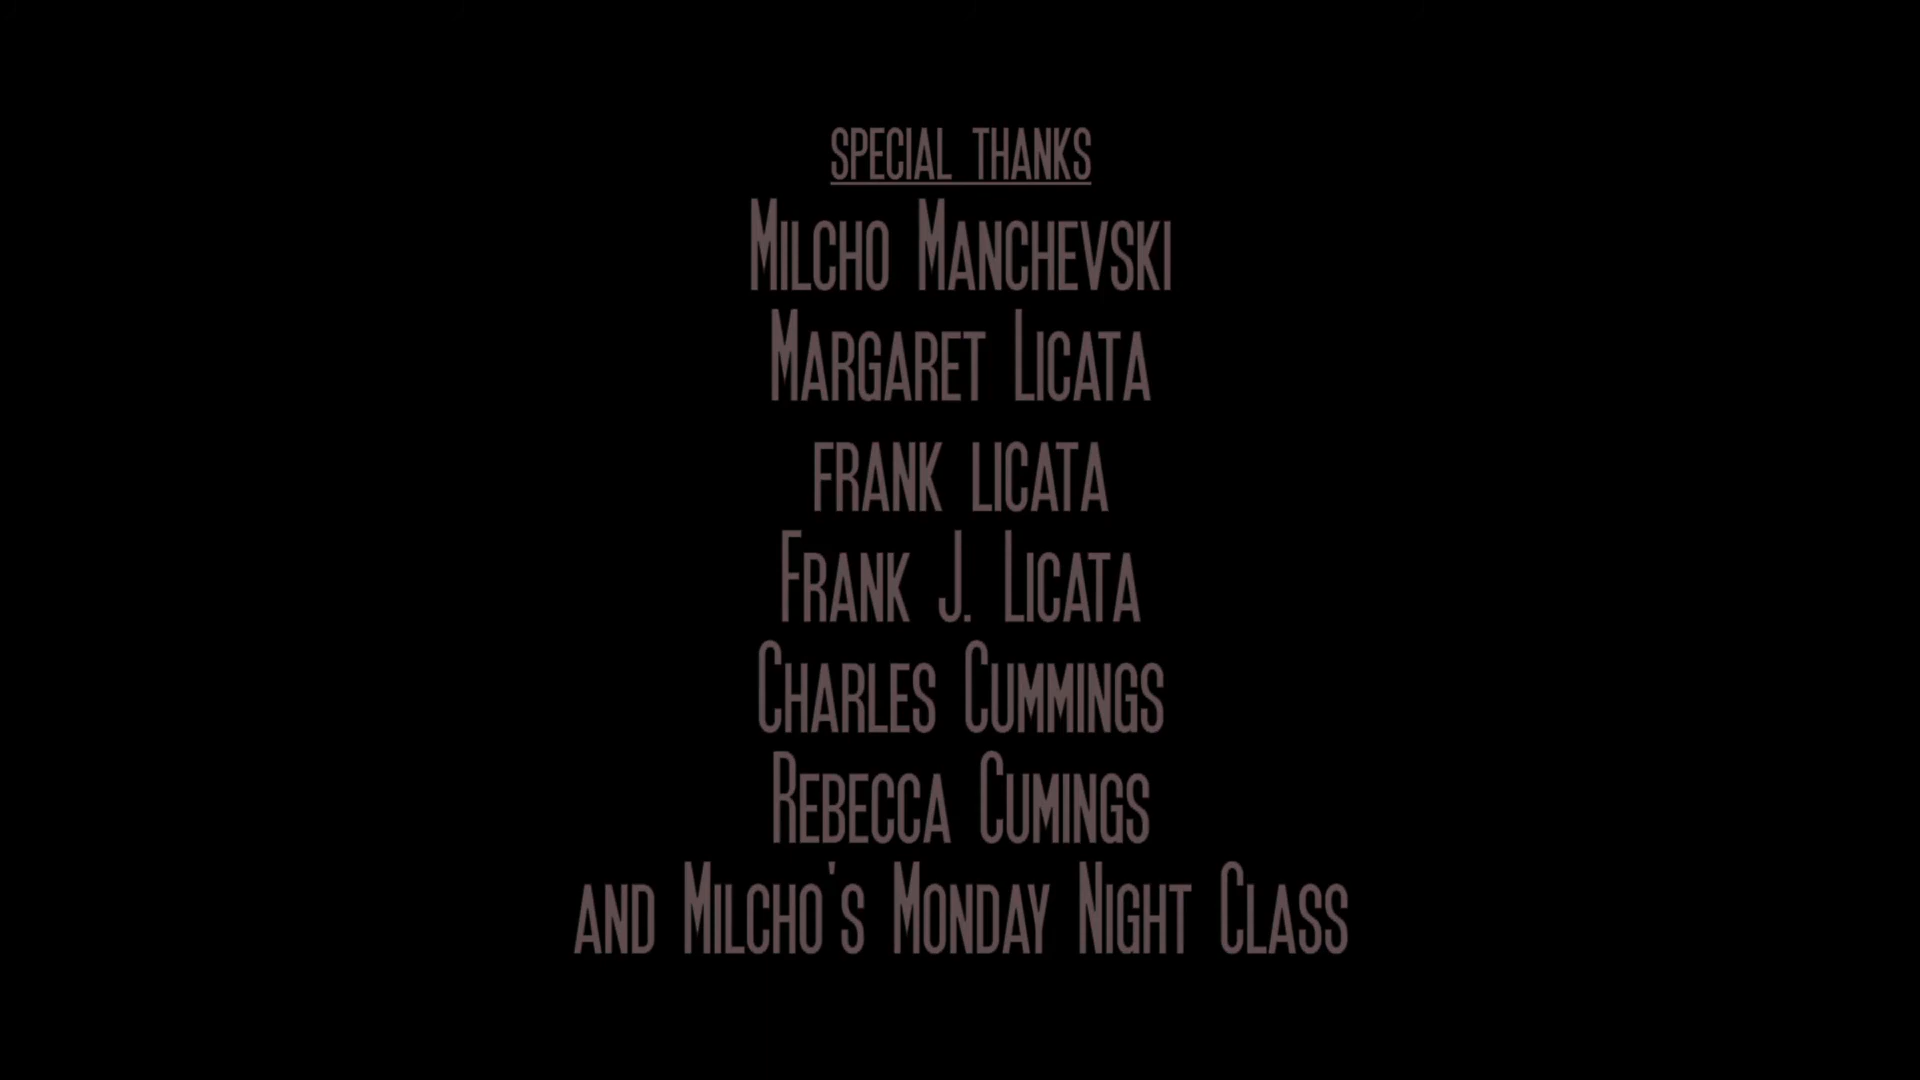 SPECIAL THANKS
MILCHO MANCHEVSKI
MARGARET LICATA
FRANK LICATA
FRANK J. LICATA
CHARLES CUMMINGS
REBECCA CUMINGS
AND MILCHO'S MONDAY NIGHT CLASS